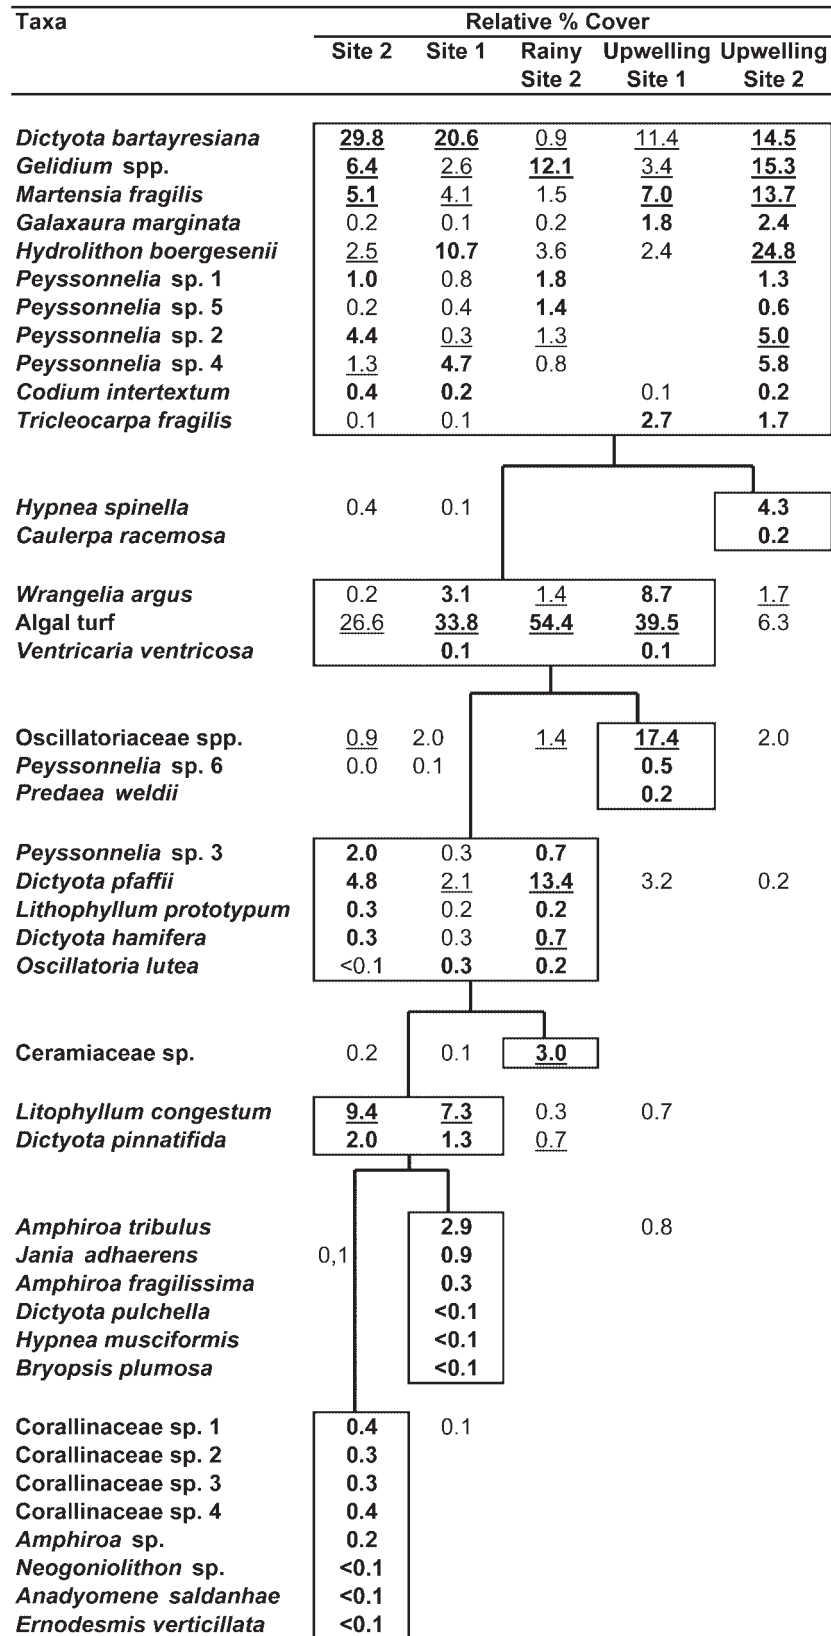 Taxa Relative % Cover
Site 2 Site 1 Rainy Upwelling Upwelling
Site 2 Site 1 Site 2
Dictyota bartayresiana 29.8 20.6 0.9 11.4 14.5
Gelidium spp. 6.4 2.6 12.1 3.4 15.3
Martensia fragilis 5.1 4.1 1.5 7.0 13.7
Galaxaura marginata 0.2 0.1 0.2 1.8 2.4
Hydrolithon boergesenii 2.5 10.7 3.6 2.4 24.8
Peyssonnelia sp. 1 1.0 0.8 1.8 1.3
Peyssonnelia sp. 5 0.2 0.4 1.4 0.6
Peyssonnelia sp. 2 4.4 0.3 1.3 5.0
Peyssonnelia sp. 4 1.3 4.7 0.8 5.8
Codium intertextum 0.4 0.2 0.1 0.2
Tricleocarpa fragilis 0.1 0.1 2.7 1.7
Hypnea spinella 0.4 0.1 4.3
Caulerpa racemosa 0.2
Wrangelia argus 0.2 3.1 1.4 8.7 1.7
Algal turf 26.6 33.8 54.4 39.5 6.3
Ventricaria ventricosa 0.1 0.1
Oscillatoriaceae spp. 0.9 2.0 1.4 17.4 2.0
Peyssonnelia sp. 6 0.0 0.1 0.5
Predaea weldii 0.2
Peyssonnelia sp. 3 2.0 0.3 0.7
Dictyota pfaffii 4.8 2.1 13.4 3.2 0.2
Lithophyllum prototypum 0.3 0.2 0.2
Dictyota hamifera 0.3 0.3 0.7
Oscillatoria lutea <0.1 0.3 0.2
Ceramiaceae sp. 0.2 0.1 3.0
Litophyllum congestum 9.4 7.3 0.3 0.7
Dictyota pinnatifida 2.0 1.3 0.7
Amphiroa tribulus 2.9 0.8
Jania adhaerens 0,1 0.9
Amphiroa fragilissima 0.3
Dictyota pulchella <0.1
Hypnea musciformis <0.1
Bryopsis plumosa <0.1
Corallinaceae sp. 1 0.4 0.1
Corallinaceae sp. 2 0.3
Corallinaceae sp. 3 0.3
Corallinaceae sp. 4 0.4
Amphiroa sp. 0.2
Neogoniolithon sp. <0.1
Anadyomene saldanhae <0.1
Ernodesmis verticillata <0.1